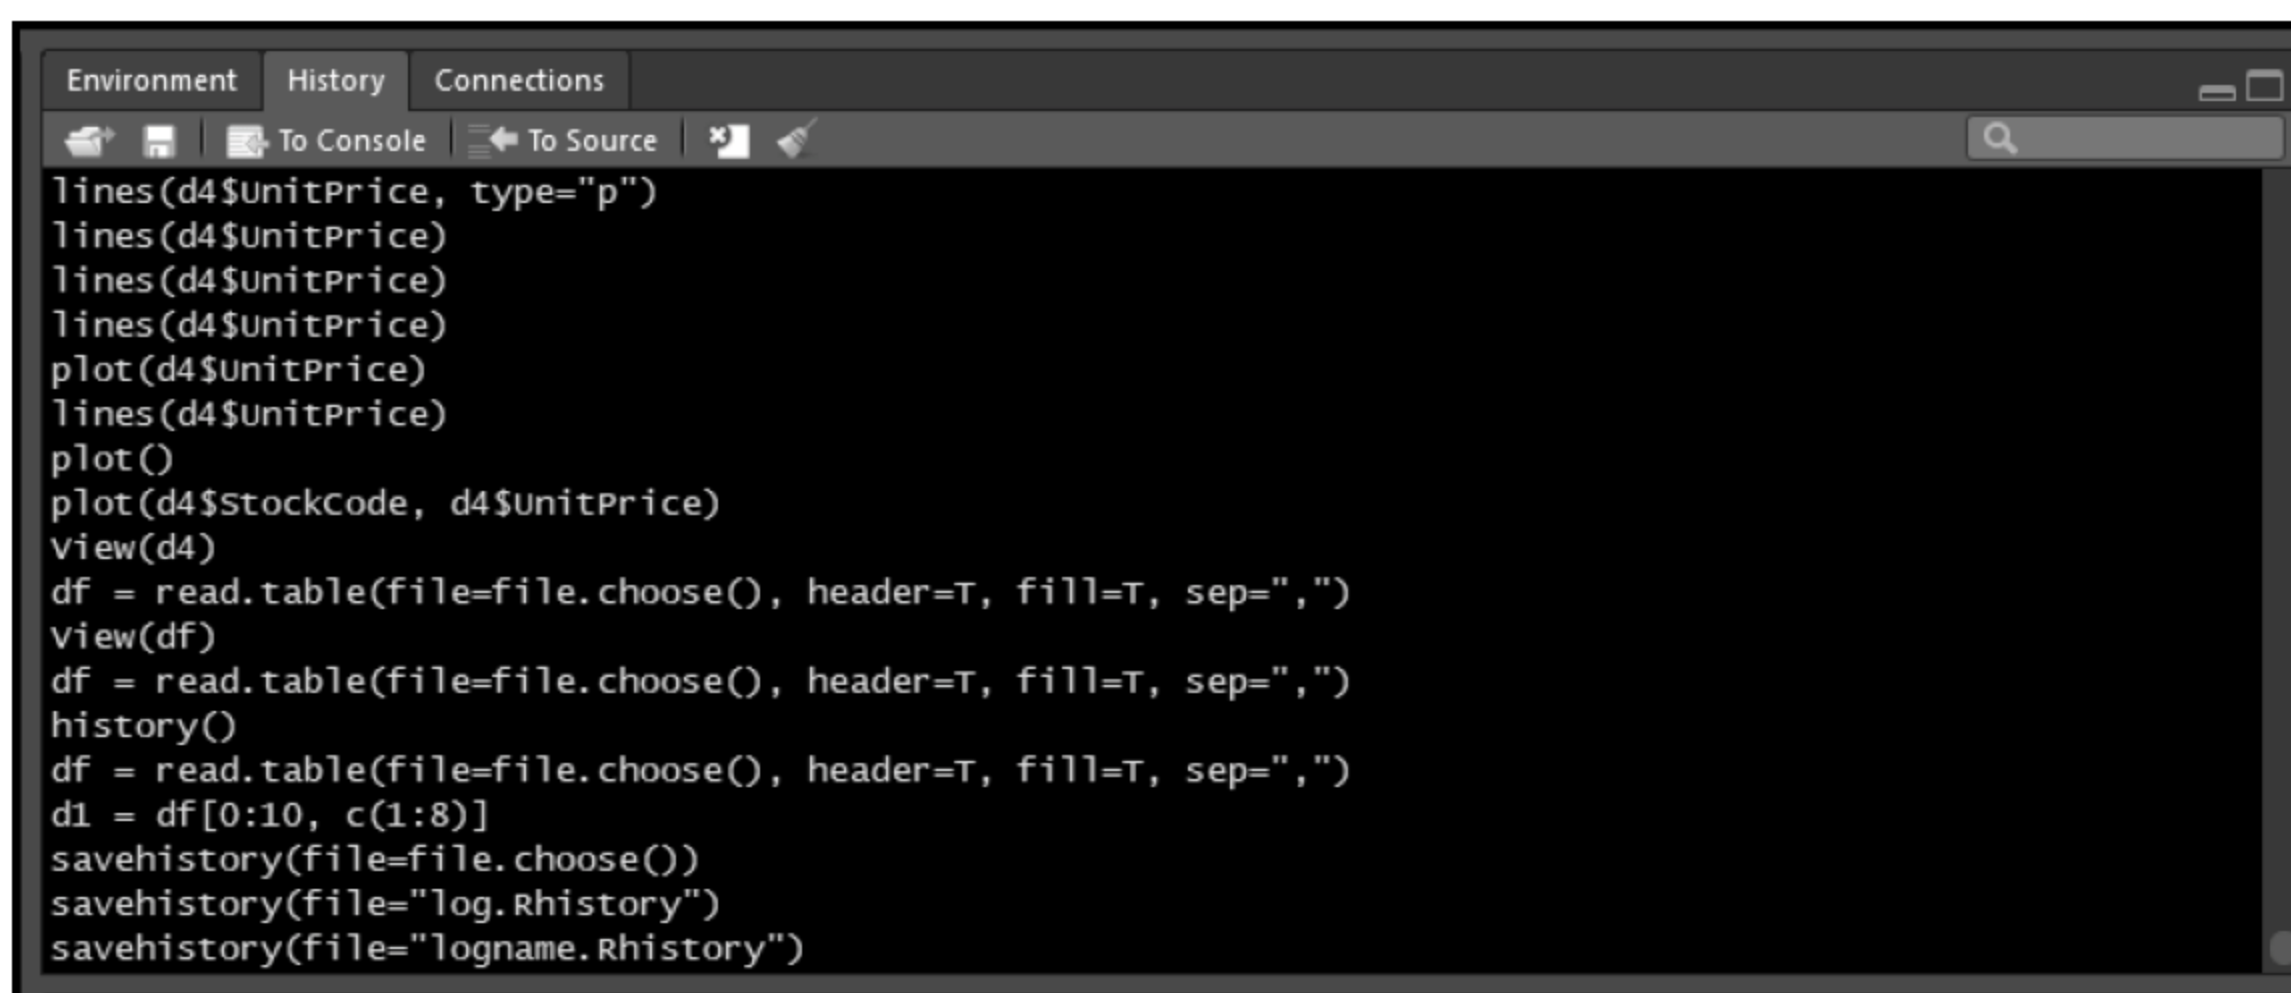 Environment History Connections
To Console To Source
lines(d4$UnitPrice, type="p")
lines(d4$UnitPrice)
lines(d4$UnitPrice)
lines(d4$UnitPrice)
plot(d4$UnitPrice)
lines(d4$UnitPrice)
plot()
plot(d4$StockCode, d4$UnitPrice)
View(d4)
df = read.table(file=file.choose(), header=T, fill=T, sep=",")
View(df)
df = read.table(file=file.choose(), header=T, fill=T, sep=",")
history()
df = read.table(file=file.choose(), header=T, fill=T, sep=",")
d1 = df[0:10, c(1:8)]
savehistory(file=file.choose())
savehistory(file="log.Rhistory")
savehistory(file="logname.Rhistory")